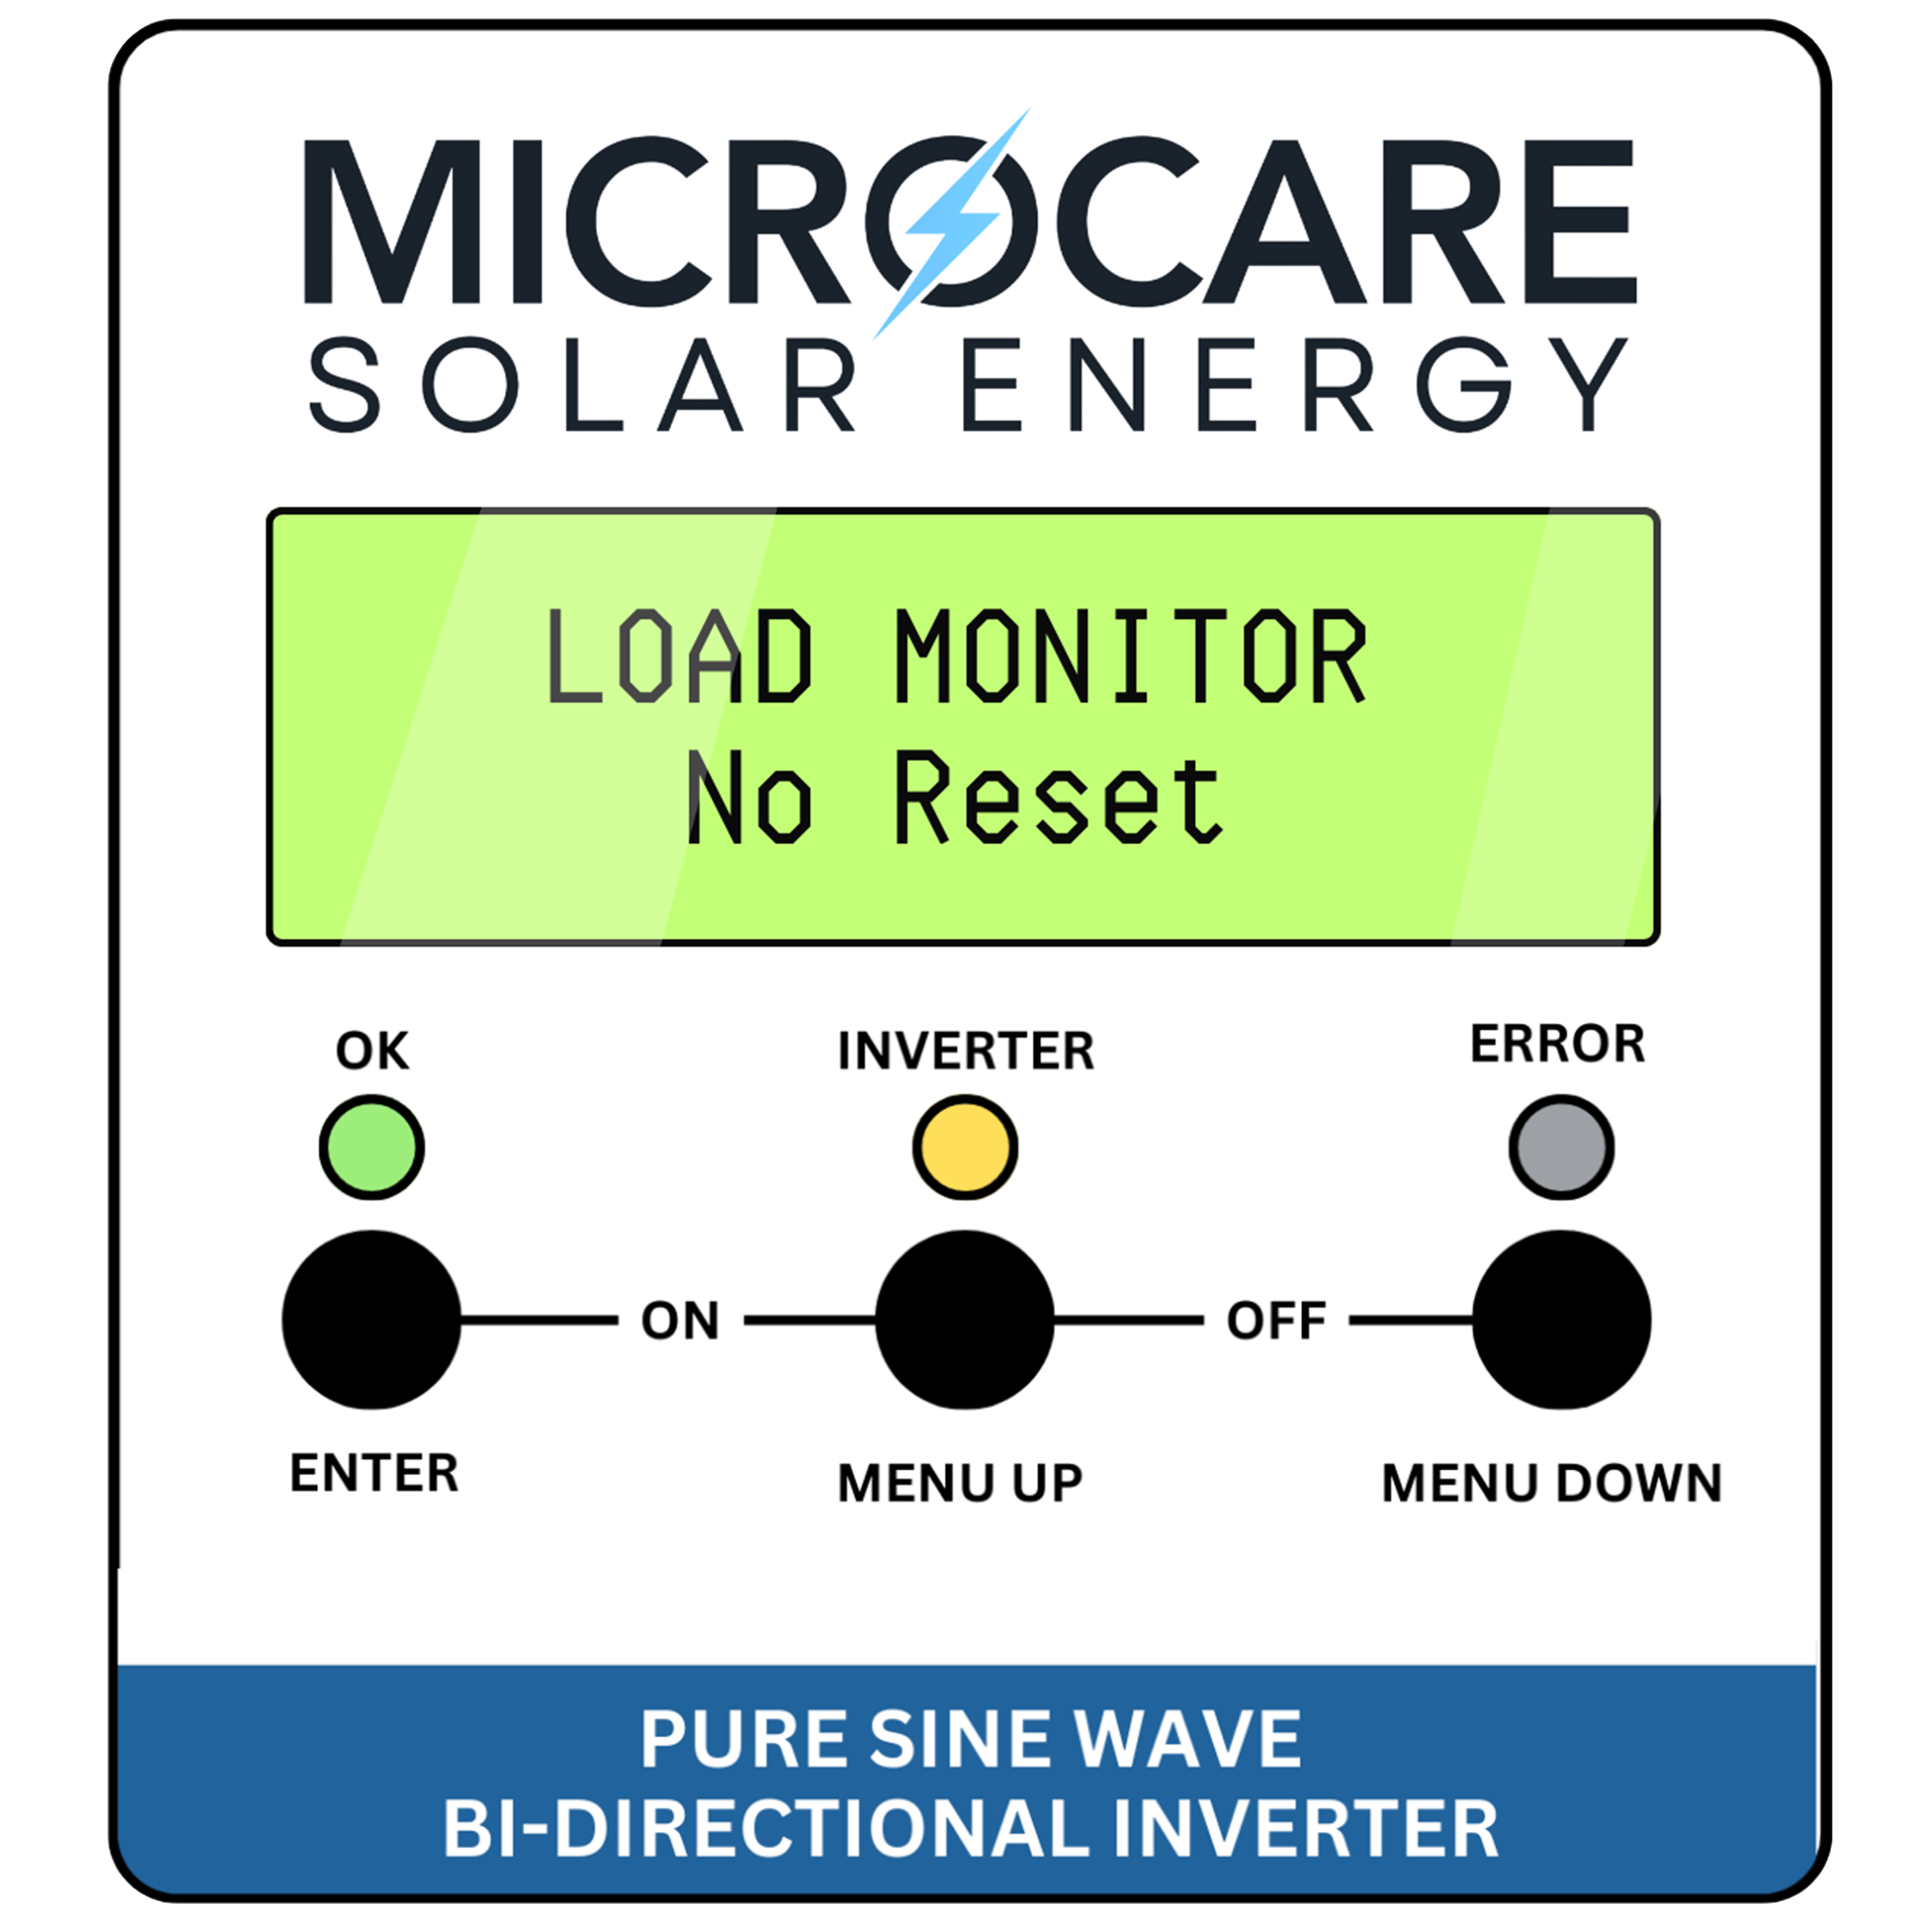 MICROCARE
SOLAR ENERGY
LOAD MONITOR
No Reset
OK INVERTER ERROR
ON OFF
ENTER MENU UP MENU DOWN
PURE SINE WAVE
BI-DIRECTIONAL INVERTER